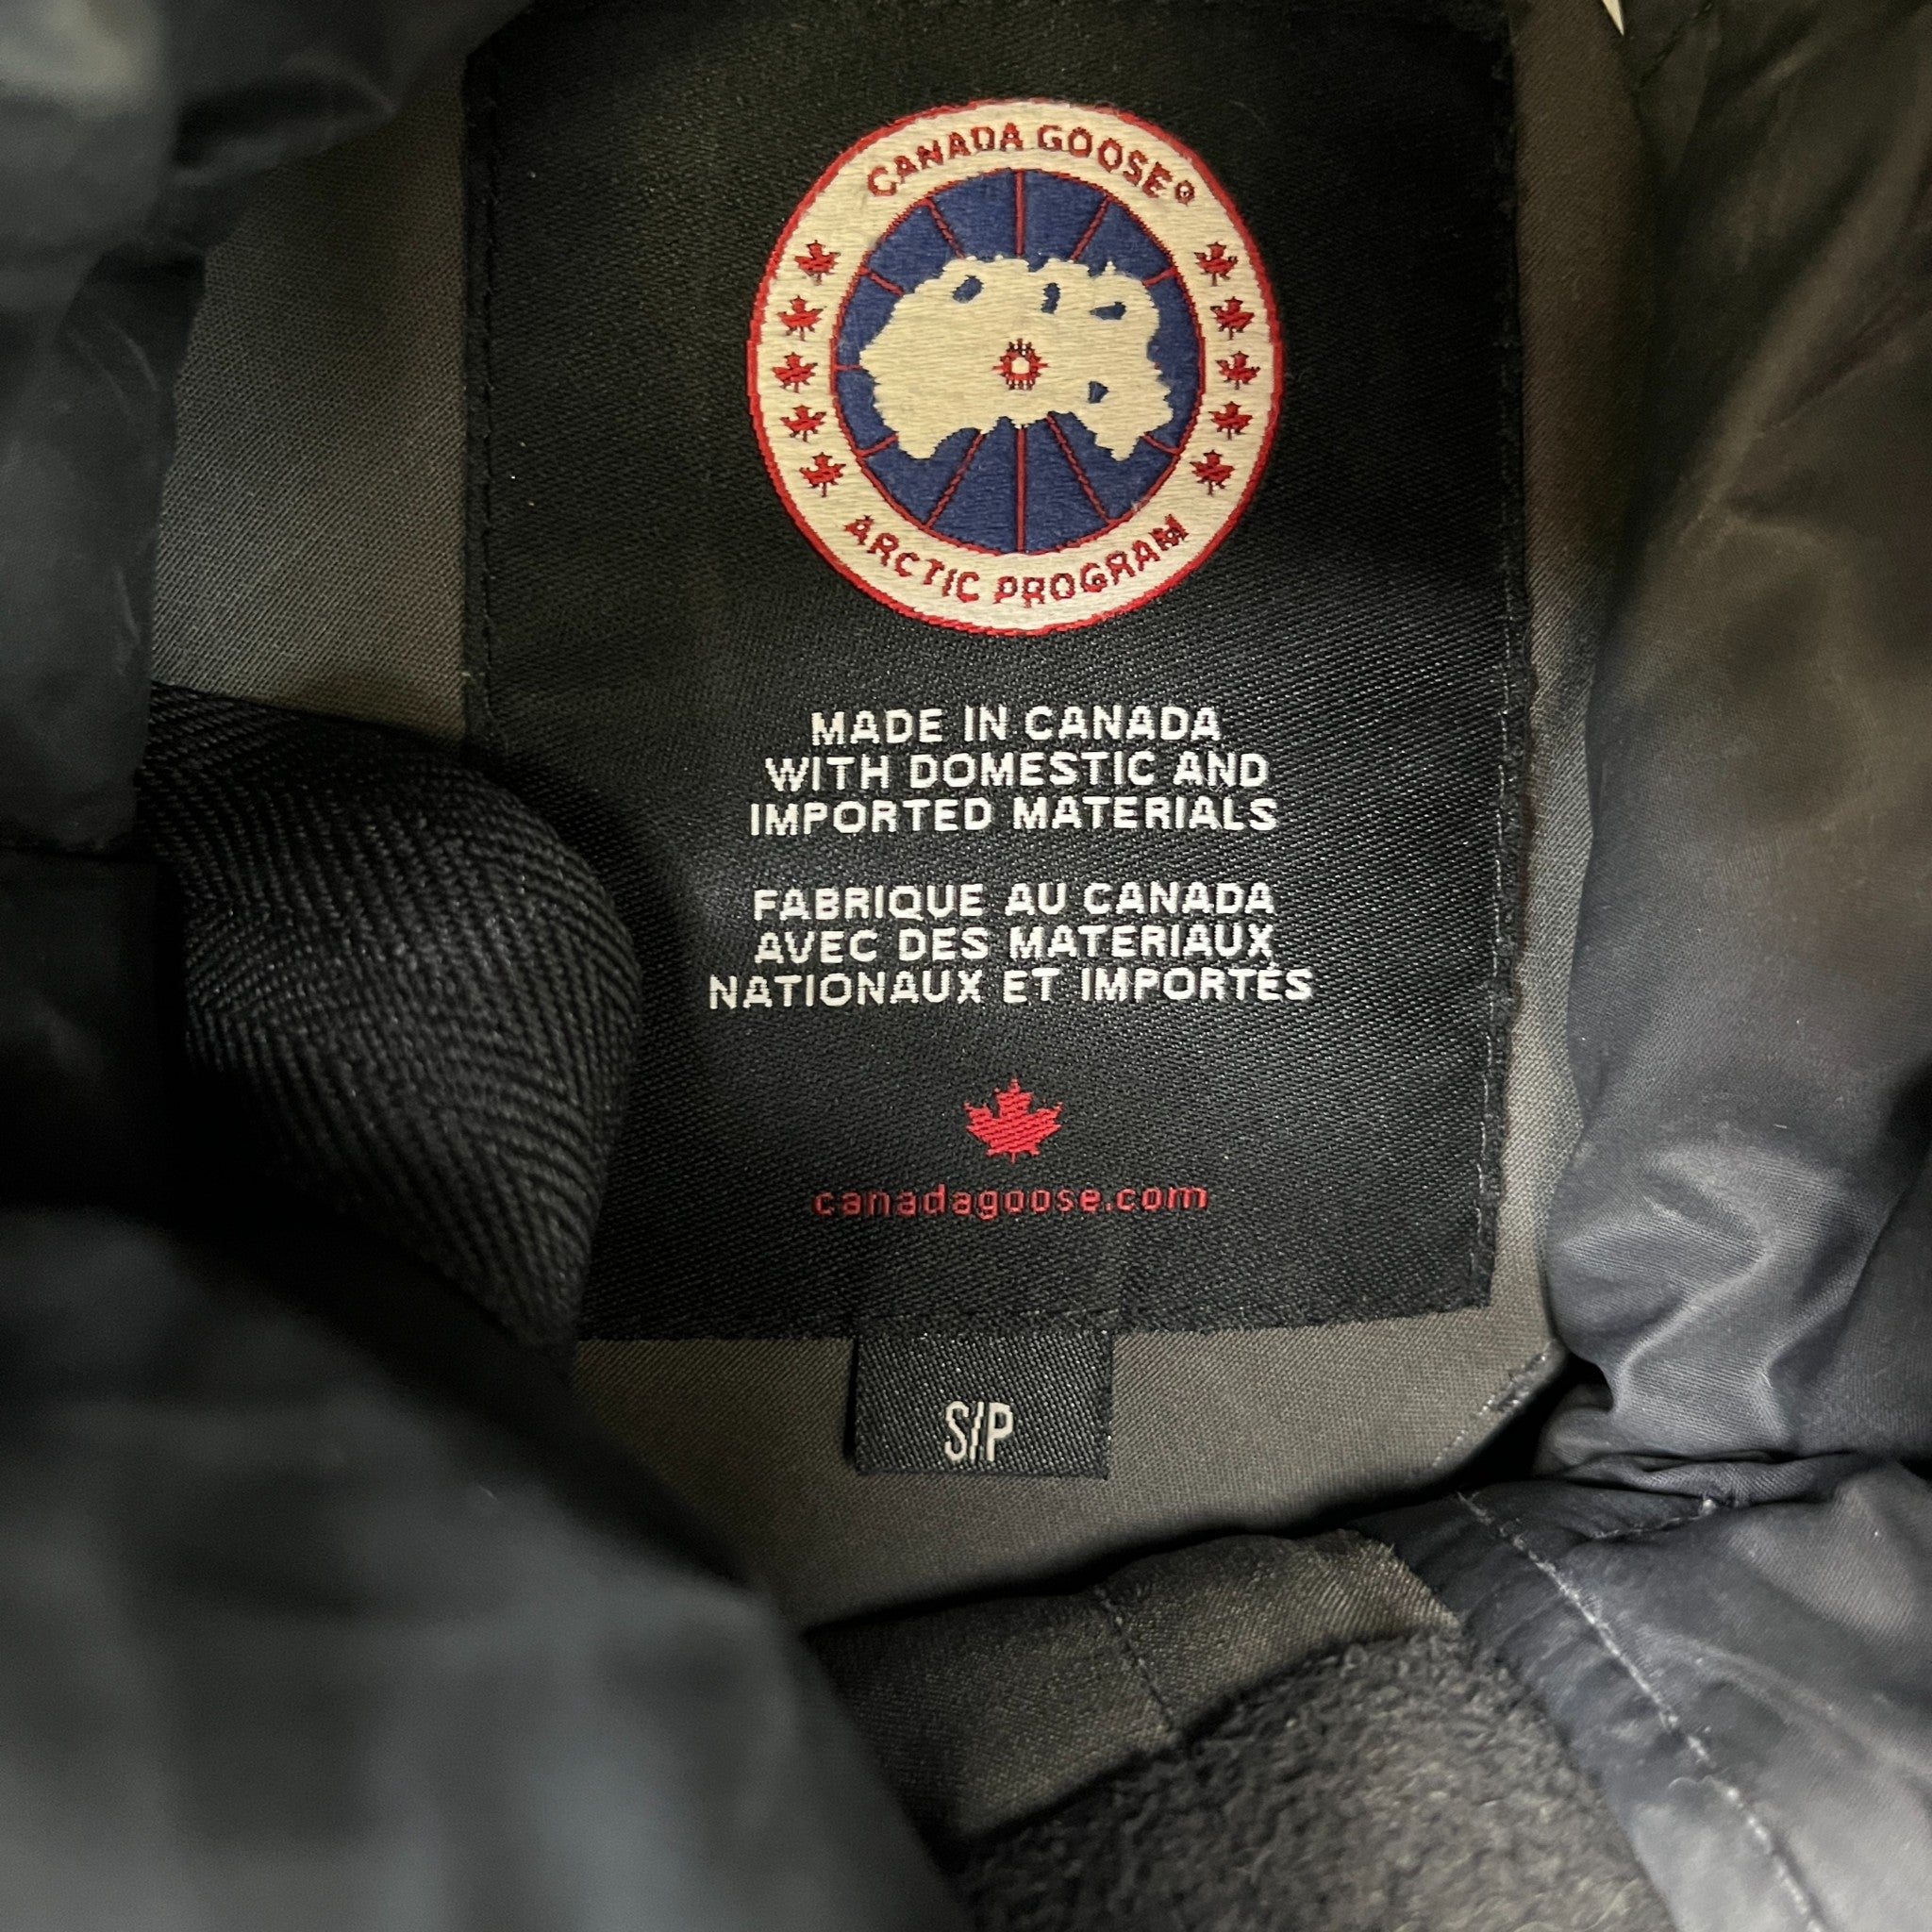 CANADA GOOSE®
ARCTIC PROGRAM
MADE IN CANADA
WITH DOMESTIC AND
IMPORTED MATERIALS
FABRIQUE AU CANADA
AVEC DES MATERIAUX
NATIONAUX ET IMPORTÉS
canadagoose.com
S/P